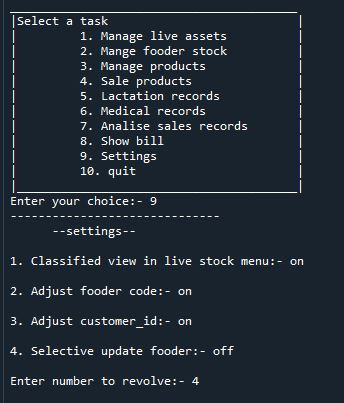 Select a task
1. Manage live assets
2. Mange fooder stock
3. Manage products
4. Sale products
5. Lactation records
6. Medical records
7. Analise sales records
8. Show bill
9. Settings
10. quit
Enter your choice:- 9
------------------------------
--settings--
1. Classified view in live stock menu:- on
2. Adjust fooder code:- on
3. Adjust customer_id:- on
4. Selective update fooder:- off
Enter number to revolve:- 4